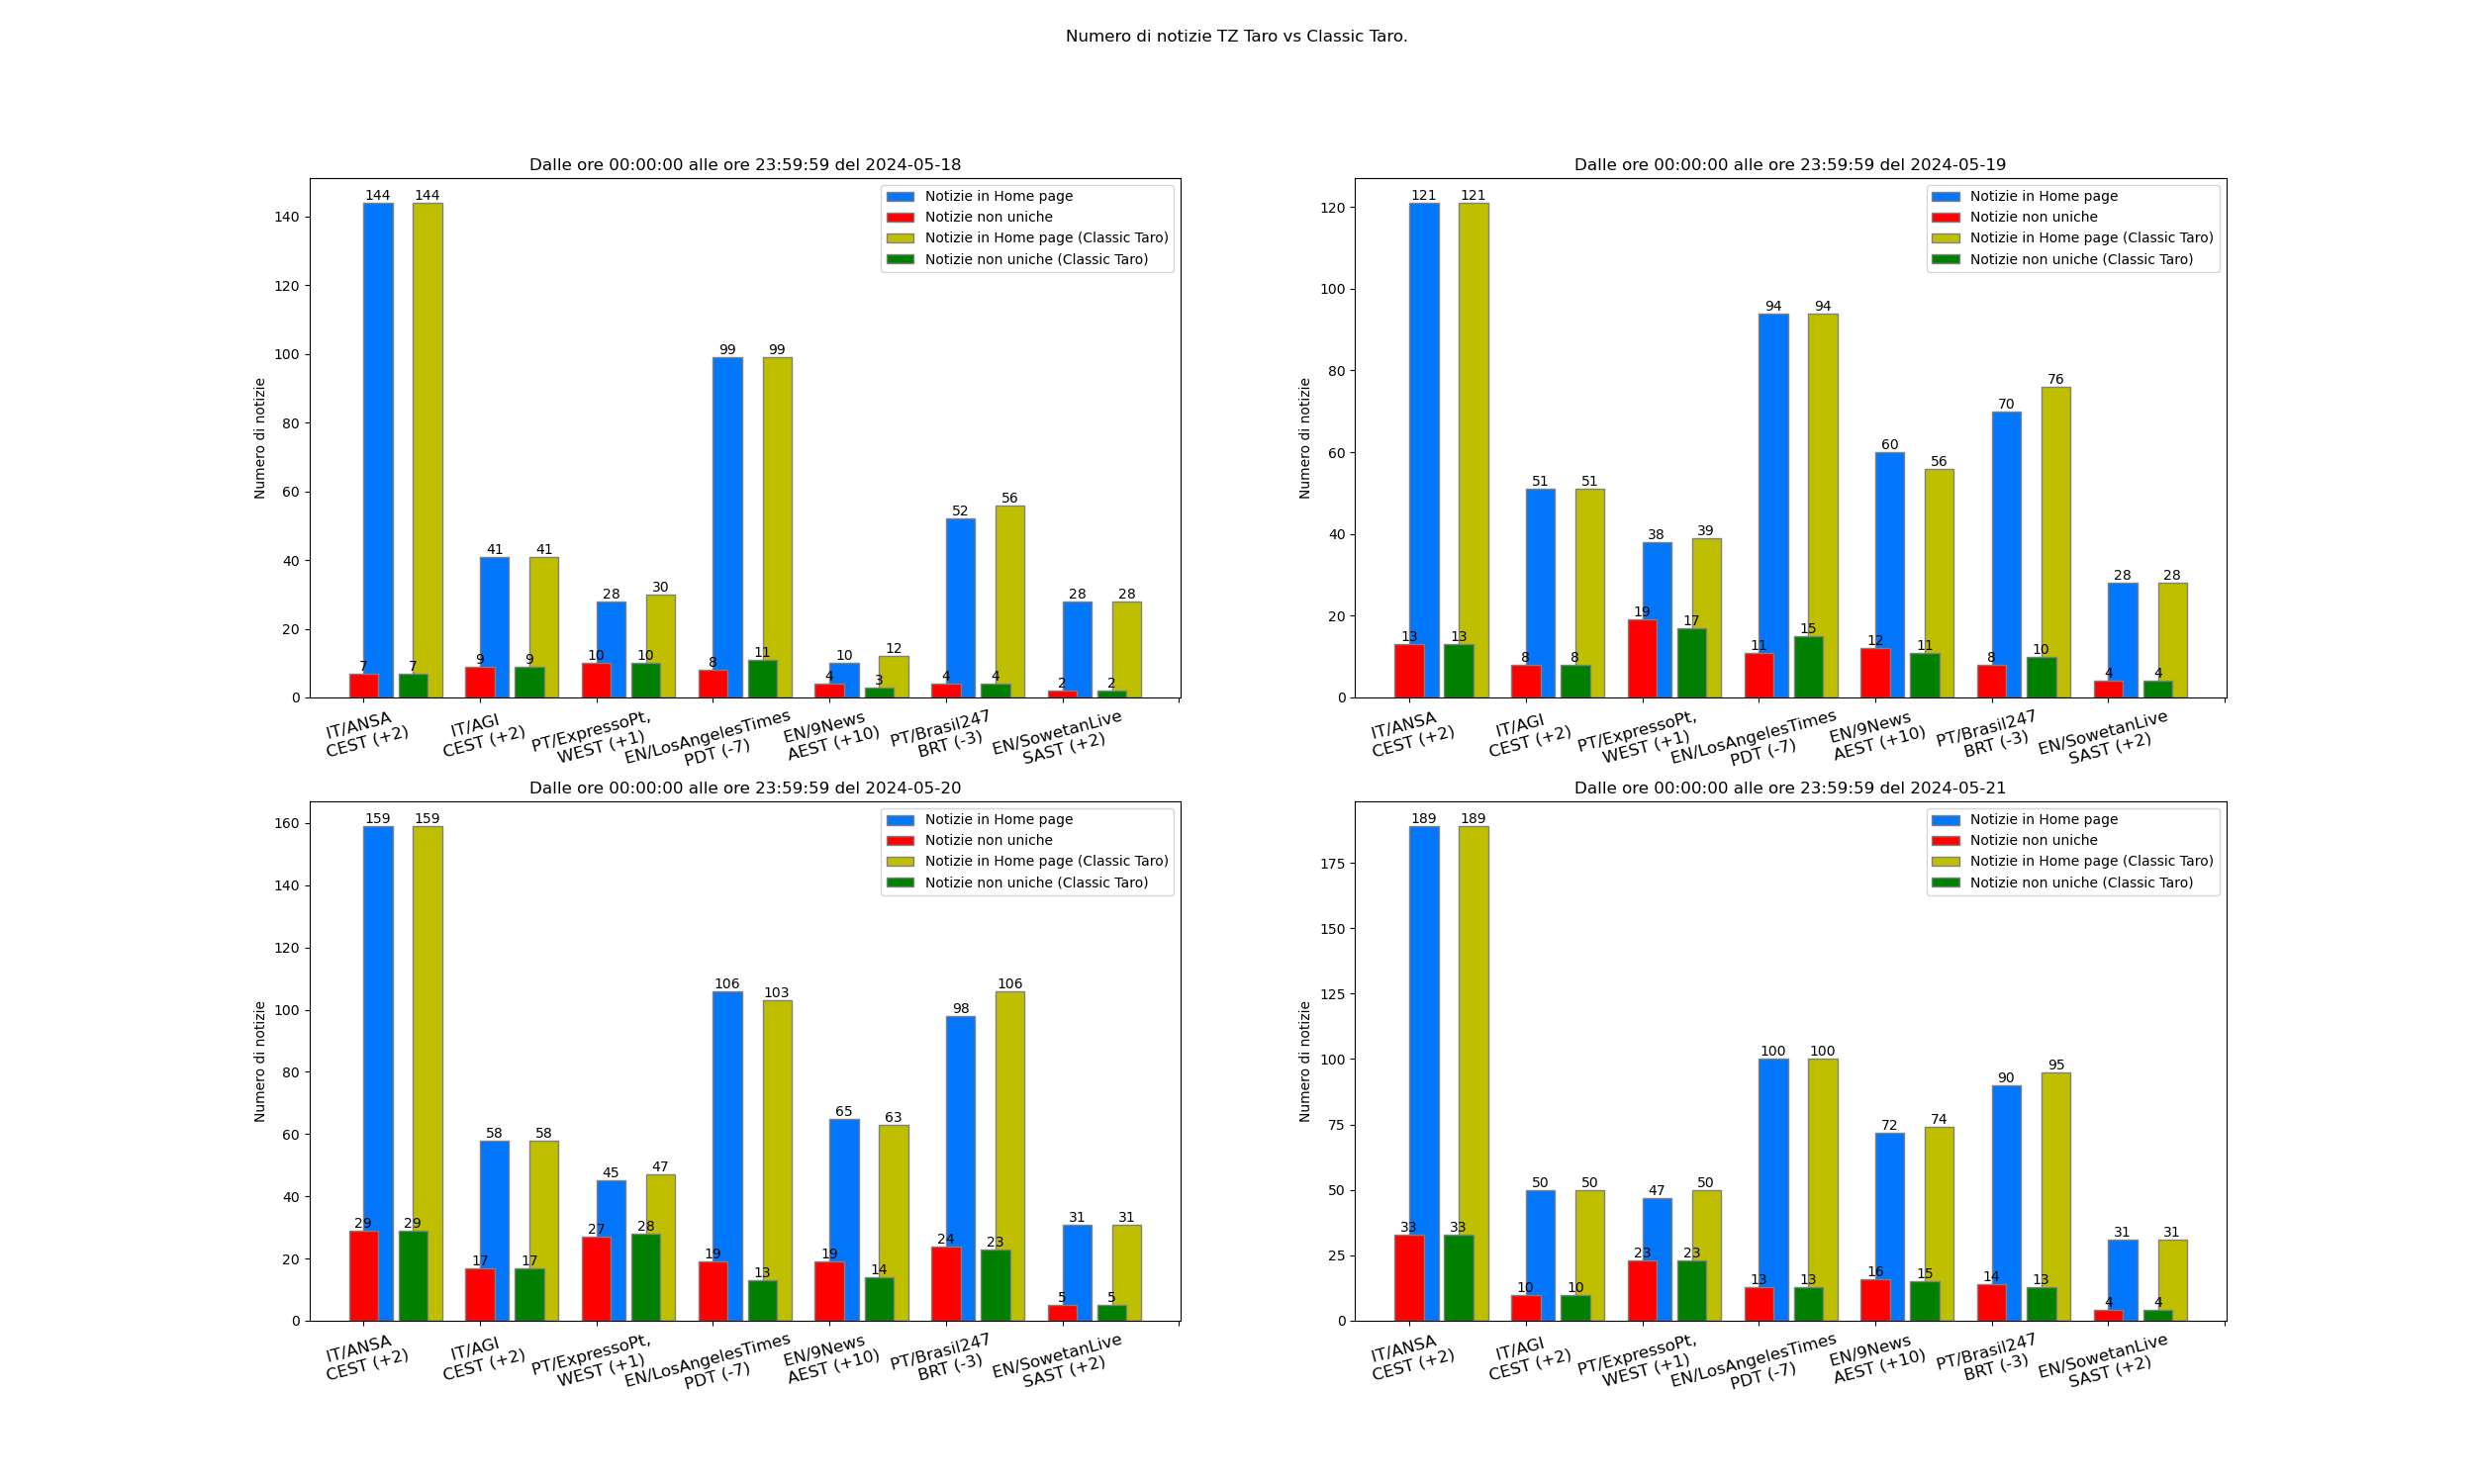 Numero di notizie TZ Taro vs Classic Taro.
Dalle ore 00:00:00 alle ore 23:59:59 del 2024-05-18
Numero di notizie
140
120
100
80
60
40
20
0
Notizie in Home page
Notizie non uniche
Notizie in Home page (Classic Taro)
Notizie non uniche (Classic Taro)
7 144 7 144
9 41 9 41
10 28 10 30
8 99 11 99
4 10 3 12
4 52 4 56
2 28 2 28
IT/ANSA
CEST (+2)
IT/AGI
CEST (+2)
PT/ExpressoPt,
WEST (+1)
EN/LosAngelesTimes
PDT (-7)
EN/9News
AEST (+10)
PT/Brasil247
BRT (-3)
EN/SowetanLive
SAST (+2)
Dalle ore 00:00:00 alle ore 23:59:59 del 2024-05-19
Numero di notizie
120
100
80
60
40
20
0
Notizie in Home page
Notizie non uniche
Notizie in Home page (Classic Taro)
Notizie non uniche (Classic Taro)
13 121 13 121
8 51 8 51
19 38 17 39
11 94 15 94
12 60 11 56
8 70 10 76
4 28 4 28
IT/ANSA
CEST (+2)
IT/AGI
CEST (+2)
PT/ExpressoPt,
WEST (+1)
EN/LosAngelesTimes
PDT (-7)
EN/9News
AEST (+10)
PT/Brasil247
BRT (-3)
EN/SowetanLive
SAST (+2)
Dalle ore 00:00:00 alle ore 23:59:59 del 2024-05-20
Numero di notizie
160
140
120
100
80
60
40
20
0
Notizie in Home page
Notizie non uniche
Notizie in Home page (Classic Taro)
Notizie non uniche (Classic Taro)
29 159 29 159
17 58 17 58
27 45 28 47
19 106 13 103
19 65 14 63
24 98 23 106
5 31 5 31
IT/ANSA
CEST (+2)
IT/AGI
CEST (+2)
PT/ExpressoPt,
WEST (+1)
EN/LosAngelesTimes
PDT (-7)
EN/9News
AEST (+10)
PT/Brasil247
BRT (-3)
EN/SowetanLive
SAST (+2)
Dalle ore 00:00:00 alle ore 23:59:59 del 2024-05-21
Numero di notizie
175
150
125
100
75
50
25
0
Notizie in Home page
Notizie non uniche
Notizie in Home page (Classic Taro)
Notizie non uniche (Classic Taro)
33 189 33 189
10 50 10 50
23 47 23 50
13 100 13 100
16 72 15 74
14 90 13 95
4 31 4 31
IT/ANSA
CEST (+2)
IT/AGI
CEST (+2)
PT/ExpressoPt,
WEST (+1)
EN/LosAngelesTimes
PDT (-7)
EN/9News
AEST (+10)
PT/Brasil247
BRT (-3)
EN/SowetanLive
SAST (+2)